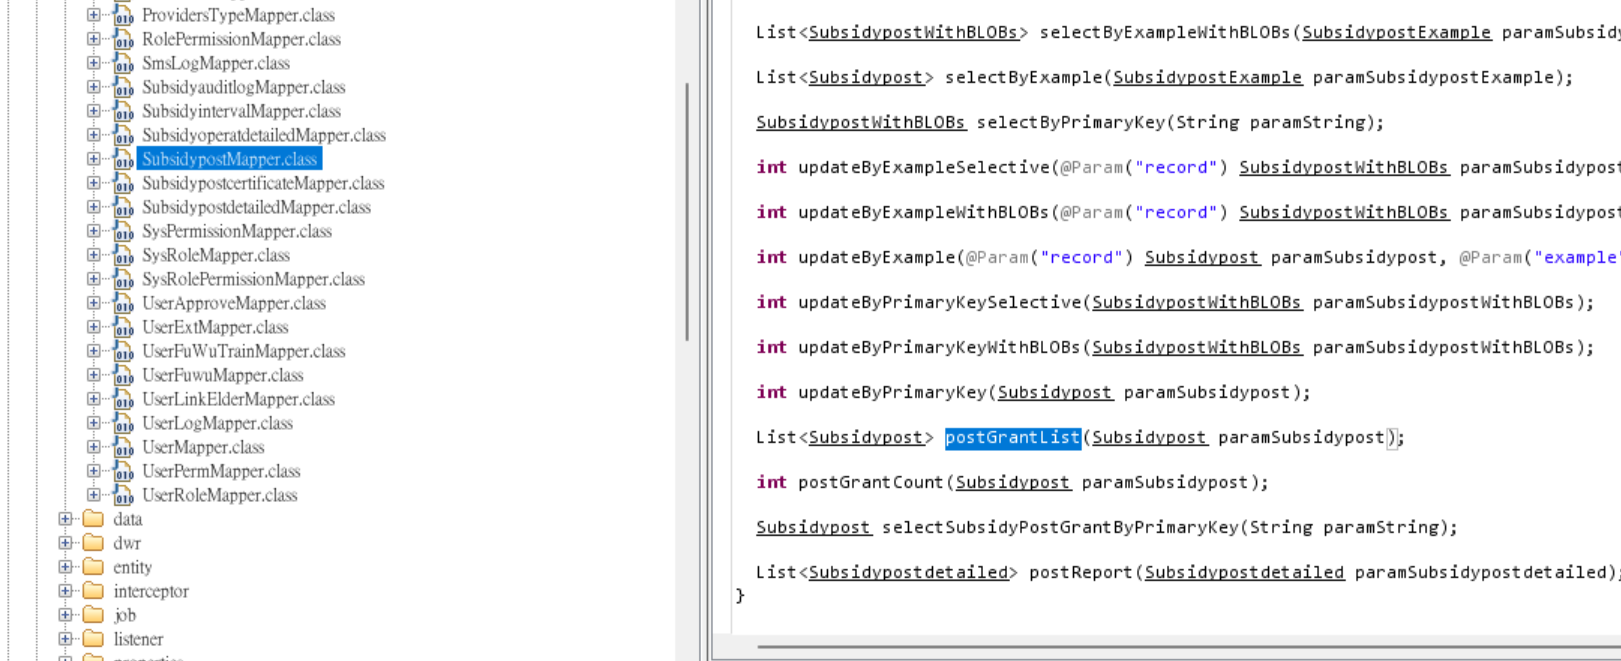 ProvidersTypeMapper.class
RolePermissionMapper.class
SmsLogMapper.class
SubsidyauditlogMapper.class
SubsidyintervalMapper.class
SubsidyoperatdetailedMapper.class
SubsidypostMapper.class
SubsidypostcertificateMapper.class
SubsidypostdetailedMapper.class
SysPermissionMapper.class
SysRoleMapper.class
SysRolePermissionMapper.class
UserApproveMapper.class
UserExtMapper.class
UserFuWuTrainMapper.class
UserFuwuMapper.class
UserLinkElderMapper.class
UserLogMapper.class
UserMapper.class
UserPermMapper.class
UserRoleMapper.class
data
dwr
entity
interceptor
job
listener
List<SubsidypostWithBLOBs> selectByExampleWithBLOBs(SubsidypostExample paramSubsidy
List<Subsidypost> selectByExample(SubsidypostExample paramSubsidypostExample);
SubsidypostWithBLOBs selectByPrimaryKey(String paramString);
int updateByExampleSelective(@Param("record") SubsidypostWithBLOBs paramSubsidypost
int updateByExampleWithBLOBs(@Param("record") SubsidypostWithBLOBs paramSubsidypost
int updateByExample(@Param("record") Subsidypost paramSubsidypost, @Param("example"
int updateByPrimaryKeySelective(SubsidypostWithBLOBs paramSubsidypostWithBLOBs);
int updateByPrimaryKeyWithBLOBs(SubsidypostWithBLOBs paramSubsidypostWithBLOBs);
int updateByPrimaryKey(Subsidypost paramSubsidypost);
List<Subsidypost> postGrantList(Subsidypost paramSubsidypost);
int postGrantCount(Subsidypost paramSubsidypost);
Subsidypost selectSubsidyPostGrantByPrimaryKey(String paramString);
List<Subsidypostdetailed> postReport(Subsidypostdetailed paramSubsidypostdetailed);
}